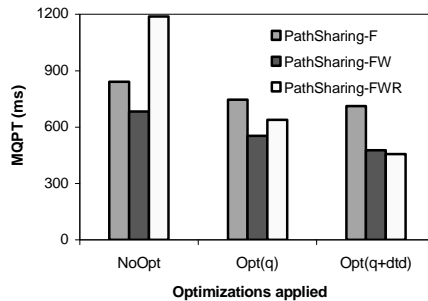 1200
900
600
300
0
MQPT (ms)
PathSharing-F
PathSharing-FW
PathSharing-FWR
NoOpt Opt(q) Opt(q+dtd)
Optimizations applied